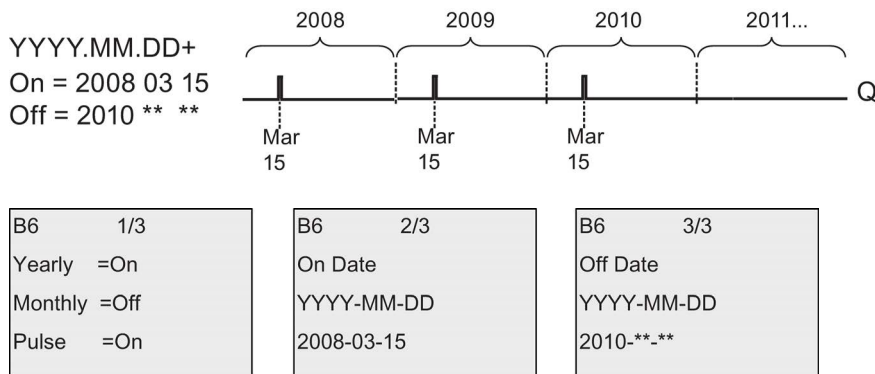 2008 2009 2010 2011...
YYYY.MM.DD+
On = 2008 03 15
Off = 2010 ** **
Q
Mar Mar Mar
15 15 15
B6 1/3
Yearly =On
Monthly =Off
Pulse =On
B6 2/3
On Date
YYYY-MM-DD
2008-03-15
B6 3/3
Off Date
YYYY-MM-DD
2010-**-**